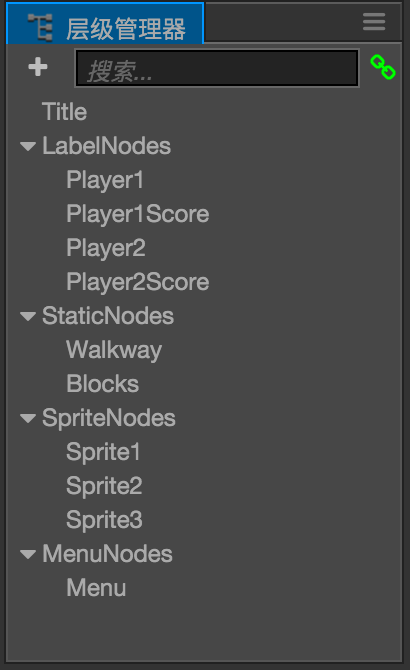 层级管理器
搜索...
Title
LabelNodes
Player1
Player1Score
Player2
Player2Score
StaticNodes
Walkway
Blocks
SpriteNodes
Sprite1
Sprite2
Sprite3
MenuNodes
Menu